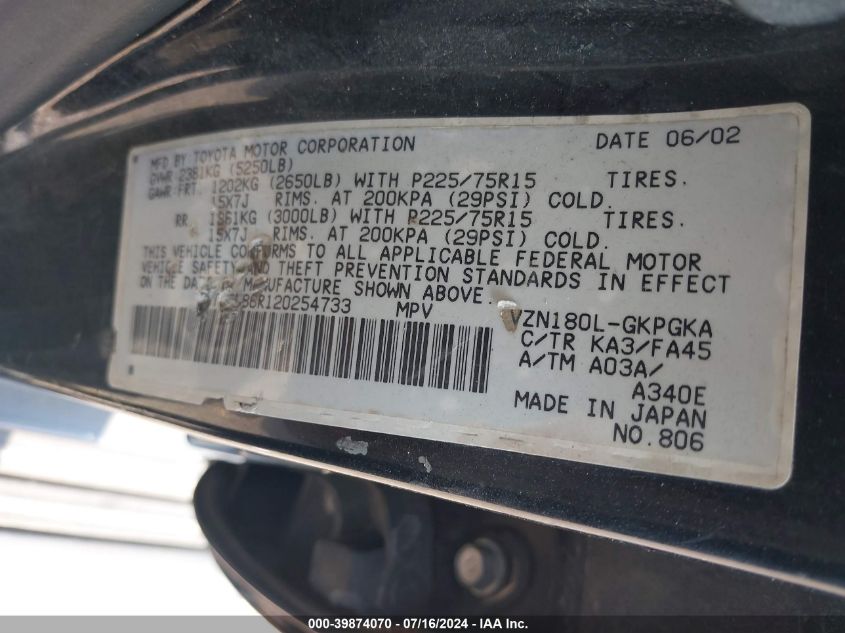 MFD BY TOYOTA MOTOR CORPORATION DATE 06/02
GVWR 2381KG (5250LB)
GAWR FRT. 1202KG (2650LB) WITH P225/75R15 TIRES.
15X7J RIMS. AT 200KPA (29PSI) COLD.
RR 1361KG (3000LB) WITH P225/75R15 TIRES.
15X7J RIMS. AT 200KPA (29PSI) COLD.
THIS VEHICLE CONFORMS TO ALL APPLICABLE FEDERAL MOTOR
VEHICLE SAFETY AND THEFT PREVENTION STANDARDS IN EFFECT
ON THE DATE OF MANUFACTURE SHOWN ABOVE.
86R120254733 MPV
VZN180L-GKPGKA
C/TR KA3/FA45
A/TM A03A/
A340E
MADE IN JAPAN
NO.806
000-39874070 / 07/16/2024 - IAA Inc.